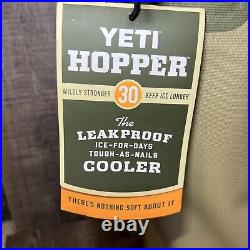 YETI
HOPPER
WILDLY STRONGER 30 KEEP ICE LONGER
The
LEAKPROOF
ICE-FOR-DAYS
TOUGH-AS-NAILS
COOLER
THERE'S NOTHING SOFT ABOUT IT